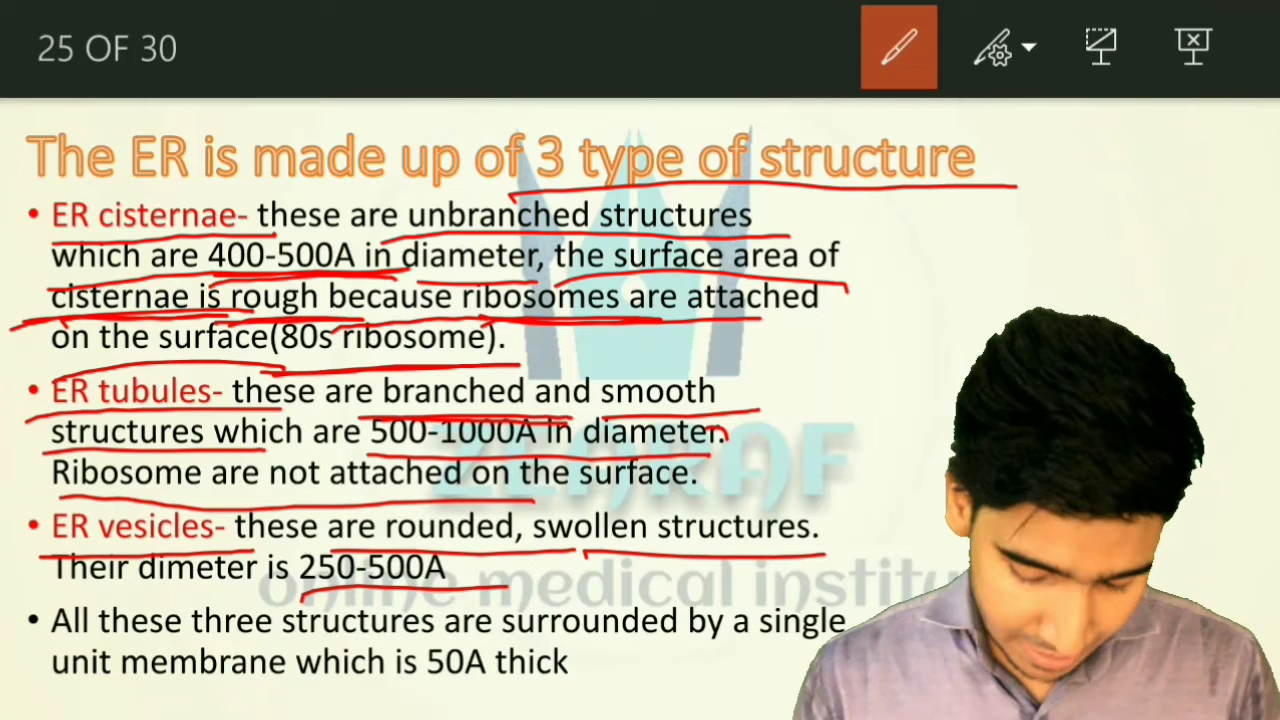 25 OF 30
The ER is made up of 3 type of structure
• ER cisternae- these are unbranched structures
which are 400-500A in diameter, the surface area of
cisternae is rough because ribosomes are attached
on the surface(80s ribosome).
• ER tubules- these are branched and smooth
structures which are 500-1000A in diameter.
Ribosome are not attached on the surface.
• ER vesicles- these are rounded, swollen structures.
Their dimeter is 250-500A
online medical institu
• All these three structures are surrounded by a single
unit membrane which is 50A thick